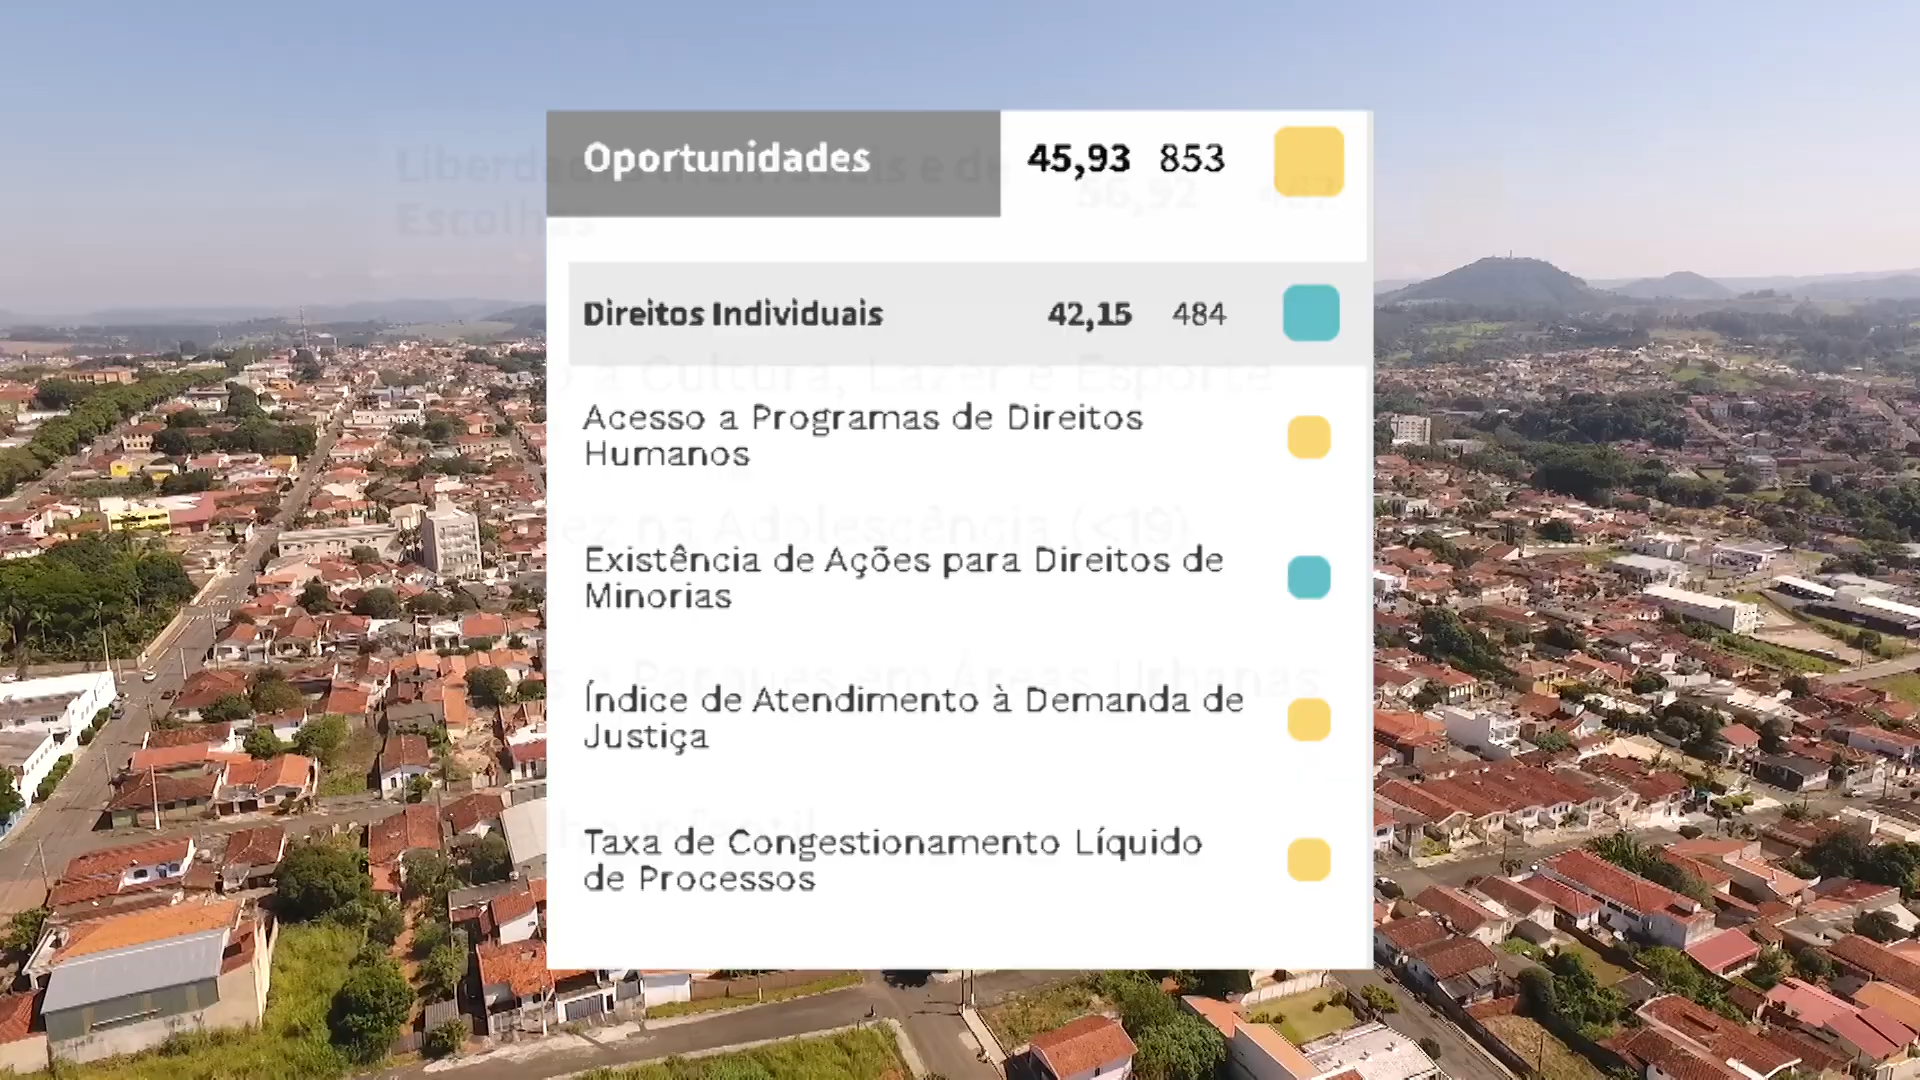 Oportunidades 45,93 853
Direitos Individuais 42,15 484
Acesso a Programas de Direitos
Humanos
Existência de Ações para Direitos de
Minorias
Índice de Atendimento à Demanda de
Justiça
Taxa de Congestionamento Líquido
de Processos